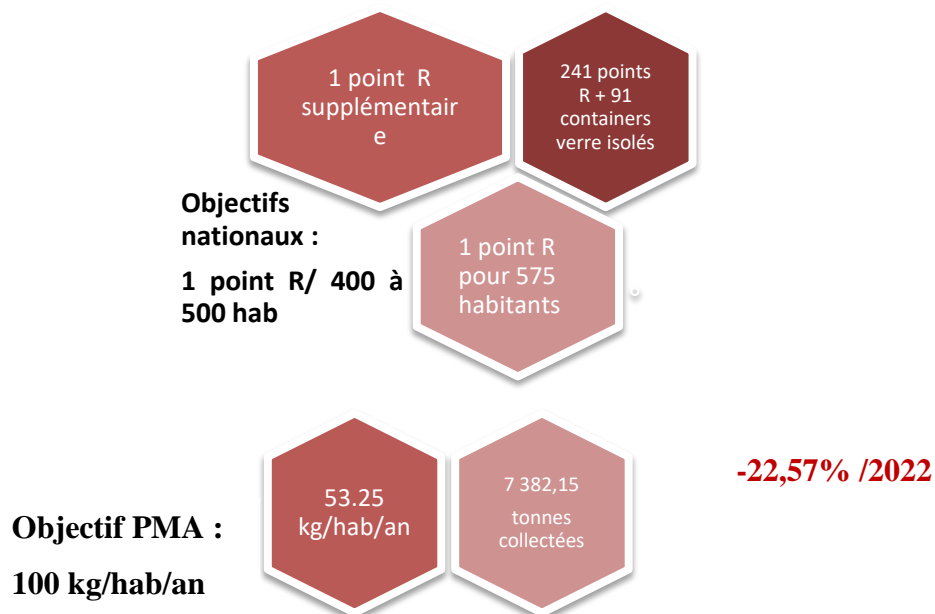 1 point R
supplémentair
e
241 points
R + 91
containers
verre isolés
Objectifs
nationaux :
1 point R/ 400 à
500 hab
1 point R
pour 575
habitants
-22,57% /2022
53.25
kg/hab/an
7 382,15
tonnes
collectées
Objectif PMA :
100 kg/hab/an